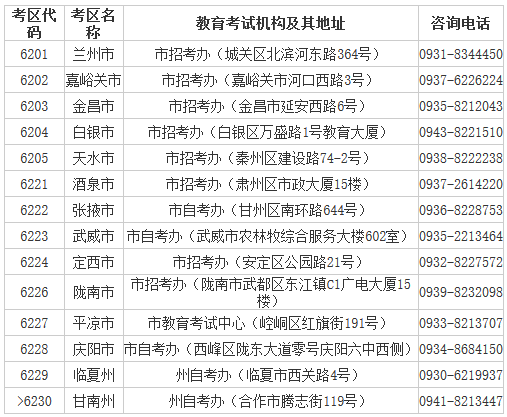 考区代码 考区名称 教育考试机构及其地址 咨询电话
6201 兰州市 市招考办（城关区北滨河东路364号） 0931-8344450
6202 嘉峪关市 市招考办（嘉峪关市河口西路3号） 0937-6226224
6203 金昌市 市招考办（金昌市延安西路6号） 0935-8212043
6204 白银市 市招考办（白银区万盛路1号教育大厦） 0943-8221510
6205 天水市 市招考办（秦州区建设路74-2号） 0938-8222238
6221 酒泉市 市招考办（肃州区市政大厦15楼） 0937-2614220
6222 张掖市 市自考办（甘州区南环路644号） 0936-8228753
6223 武威市 市自考办（武威市农林牧综合服务大楼602室） 0935-2213464
6224 定西市 市招考办（安定区公园路21号） 0932-8227572
6226 陇南市 市招考办（陇南市武都区东江镇C1广电大厦15楼） 0939-8232098
6227 平凉市 市教育考试中心（崆峒区红旗街191号） 0933-8213707
6228 庆阳市 市自考办（西峰区陇东大道零号庆阳六中西侧） 0934-8684150
6229 临夏州 州自考办（临夏市西关路4号） 0930-6219937
>6230 甘南州 州自考办（合作市腾志街119号） 0941-8213447